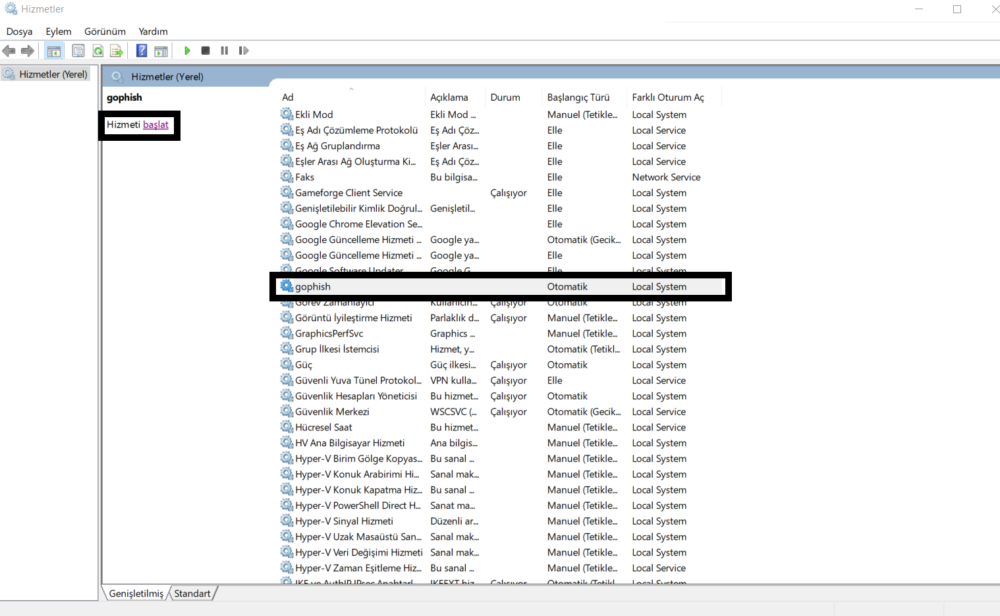 Hizmetler
Dosya Eylem Görünüm Yardım
Hizmetler (Yerel)
Hizmetler (Yerel)
gophish
Hizmeti başlat
Ad Açıklama Durum Başlangıç Türü Farklı Oturum Aç
Ekli Mod Ekli Mod ... Manuel (Tetikle... Local System
Eş Adı Çözümleme Protokolü Eş Adı Çöz... Elle Local Service
Eş Ağ Gruplandırma Eşler Arası... Elle Local Service
Eşler Arası Ağ Oluşturma Ki... Eş Adı Çöz... Elle Local Service
Faks Bu bilgisa... Elle Network Service
Gameforge Client Service Çalışıyor Elle Local System
Genişletilebilir Kimlik Doğrul... Genişletil... Elle Local System
Google Chrome Elevation Se... Elle Local System
Google Güncelleme Hizmeti ... Google ya... Otomatik (Gecik... Local System
Google Güncelleme Hizmeti ... Google ya... Elle Local System
Google Software Updater Google G... Elle Local System
gophish Otomatik Local System
Görev Zamanlayıcı Kullanıcın... Çalışıyor Otomatik Local System
Görüntü İyileştirme Hizmeti Parlaklık d... Çalışıyor Manuel (Tetikle... Local System
GraphicsPerfSvc Graphics ... Manuel (Tetikle... Local System
Grup İlkesi İstemcisi Hizmet, y... Otomatik (Tetikl... Local System
Güç Güç ilkesi... Çalışıyor Otomatik Local System
Güvenli Yuva Tünel Protokol... VPN kulla... Çalışıyor Elle Local Service
Güvenlik Hesapları Yöneticisi Bu hizmet... Çalışıyor Otomatik Local System
Güvenlik Merkezi WSCSVC (... Çalışıyor Otomatik (Gecik... Local Service
Hücresel Saat Bu hizmet... Manuel (Tetikle... Local Service
HV Ana Bilgisayar Hizmeti Ana bilgis... Manuel (Tetikle... Local System
Hyper-V Birim Gölge Kopyas... Bu sanal ... Manuel (Tetikle... Local System
Hyper-V Konuk Arabirimi Hi... Sanal mak... Manuel (Tetikle... Local System
Hyper-V Konuk Kapatma Hiz... Bu sanal ... Manuel (Tetikle... Local System
Hyper-V PowerShell Direct H... Sanat ma... Manuel (Tetikle... Local System
Hyper-V Sinyal Hizmeti Düzenli ar... Manuel (Tetikle... Local System
Hyper-V Uzak Masaüstü San... Sanal mak... Manuel (Tetikle... Local System
Hyper-V Veri Değişimi Hizmeti Sanal mak... Manuel (Tetikle... Local System
Hyper-V Zaman Eşitleme Hiz... Bu sanal ... Manuel (Tetikle... Local Service
IKE ve AuthIP IPsec Anahtarl... IKEEXT hiz... Çalışıyor Otomatik (Tetikl... Local System
Genişletilmiş Standart